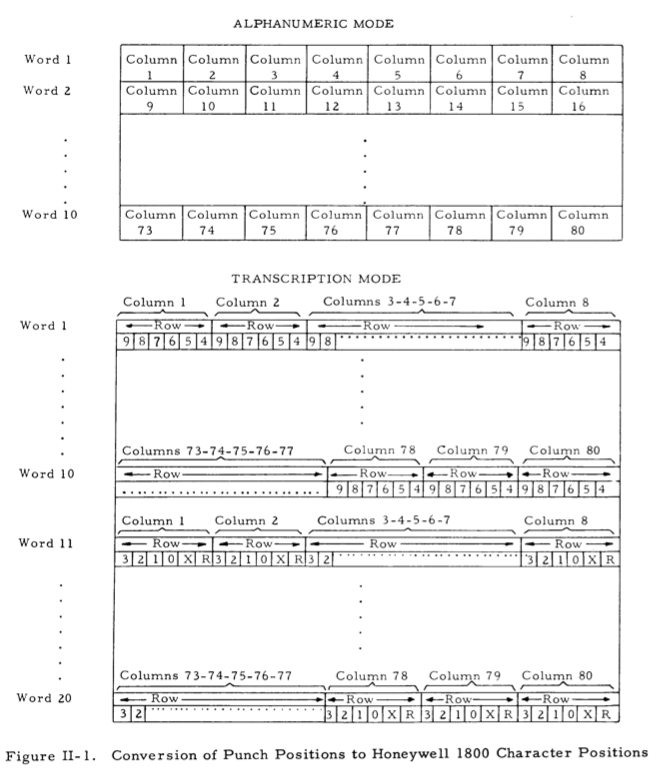 ALPHANUMERIC MODE
Word 1 Column 1 Column 2 Column 3 Column 4 Column 5 Column 6 Column 7 Column 8
Word 2 Column 9 Column 10 Column 11 Column 12 Column 13 Column 14 Column 15 Column 16
Word 10 Column 73 Column 74 Column 75 Column 76 Column 77 Column 78 Column 79 Column 80
TRANSCRIPTION MODE
Column 1 Column 2 Columns 3-4-5-6-7 Column 8
Word 1 Row Row Row Row
9 8 7 6 5 4 9 8 7 6 5 4 9 8 9 8 7 6 5 4
Columns 73-74-75-76-77 Column 78 Column 79 Column 80
Word 10 Row Row Row Row
9 8 7 6 5 4 9 8 7 6 5 4 9 8 7 6 5 4
Column 1 Column 2 Columns 3-4-5-6-7 Column 8
Word 11 Row Row Row Row
3 2 1 0 X R 3 2 1 0 X R 3 2 3 2 1 0 X R
Columns 73-74-75-76-77 Column 78 Column 79 Column 80
Word 20 Row Row Row Row
3 2 3 2 1 0 X R 3 2 1 0 X R 3 2 1 0 X R
Figure II-1. Conversion of Punch Positions to Honeywell 1800 Character Positions